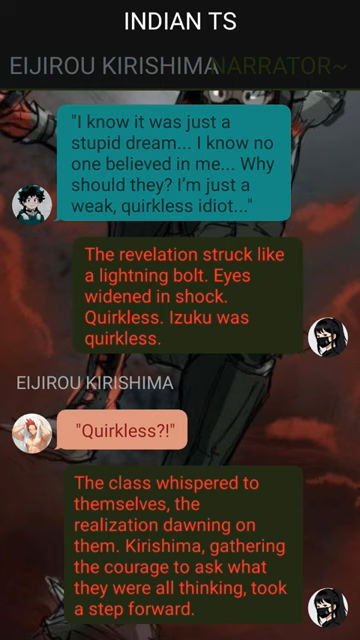 INDIAN TS
EIJIROU KIRISHIMA
NARRATOR~
"I know it was just a
stupid dream... I know no
one believed in me... Why
should they? I'm just a
weak, quirkless idiot..."
The revelation struck like
a lightning bolt. Eyes
widened in shock.
Quirkless. Izuku was
quirkless.
EIJIROU KIRISHIMA
"Quirkless?!"
The class whispered to
themselves, the
realization dawning on
them. Kirishima, gathering
the courage to ask what
they were all thinking, took
a step forward.